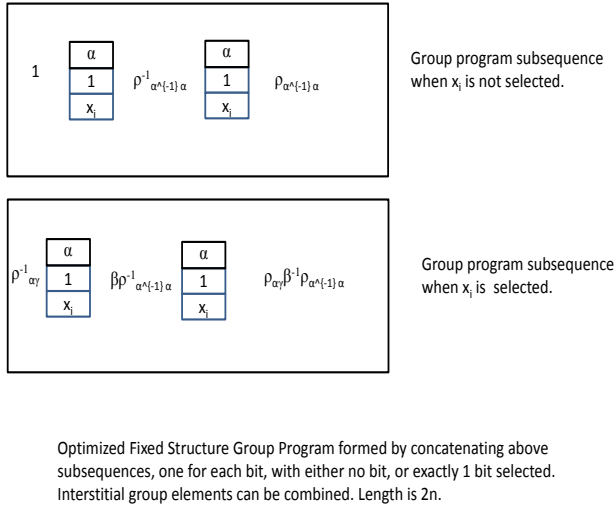 α α
1 1 ρ⁻¹α^{-1} α 1 ρα^{-1} α
xi xi
Group program subsequence
when xi is not selected.
α α
ρ⁻¹αγ 1 βρ⁻¹α^{-1} α 1 ραγβ⁻¹ρα^{-1} α
xi xi
Group program subsequence
when xi is selected.
Optimized Fixed Structure Group Program formed by concatenating above
subsequences, one for each bit, with either no bit, or exactly 1 bit selected.
Interstitial group elements can be combined. Length is 2n.